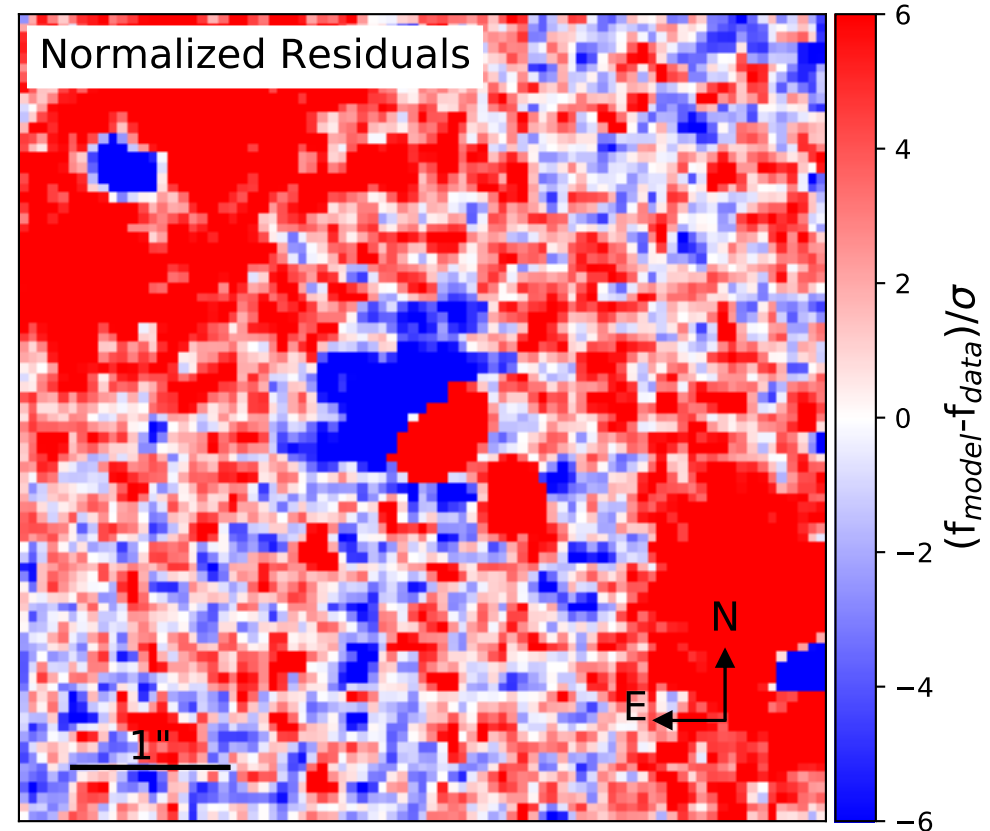 Normalized Residuals
6
4
2
0
−2
−4
−6
(f_model-f_data)/σ
N
E
1"